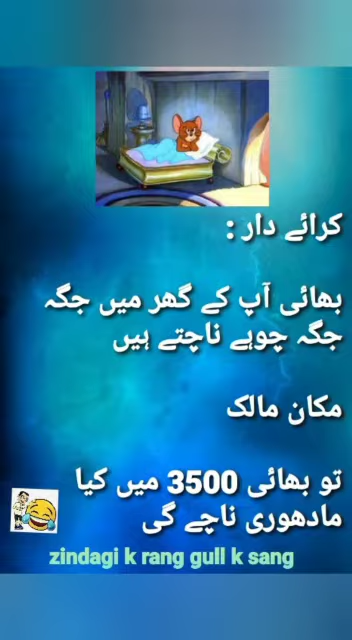 کرائے دار :
بھائی آپ کے گھر میں جگہ
جگہ چوہے ناچتے ہیں
مکان مالک
تو بھائی 3500 میں کیا
مادھوری ناچے گی
zindagi k rang gull k sang